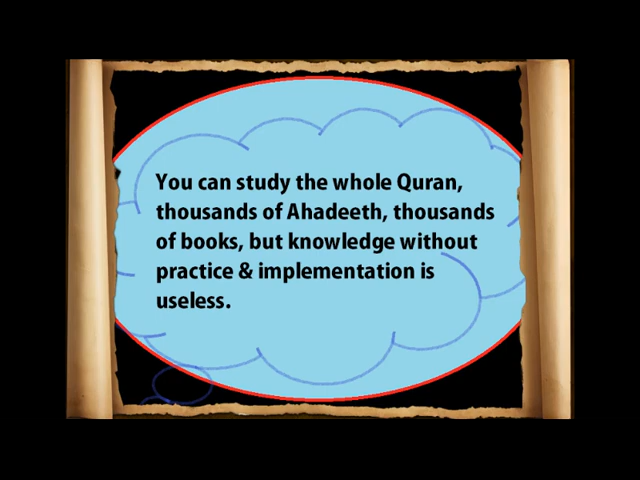 You can study the whole Quran,
thousands of Ahadeeth, thousands
of books, but knowledge without
practice & implementation is
useless.